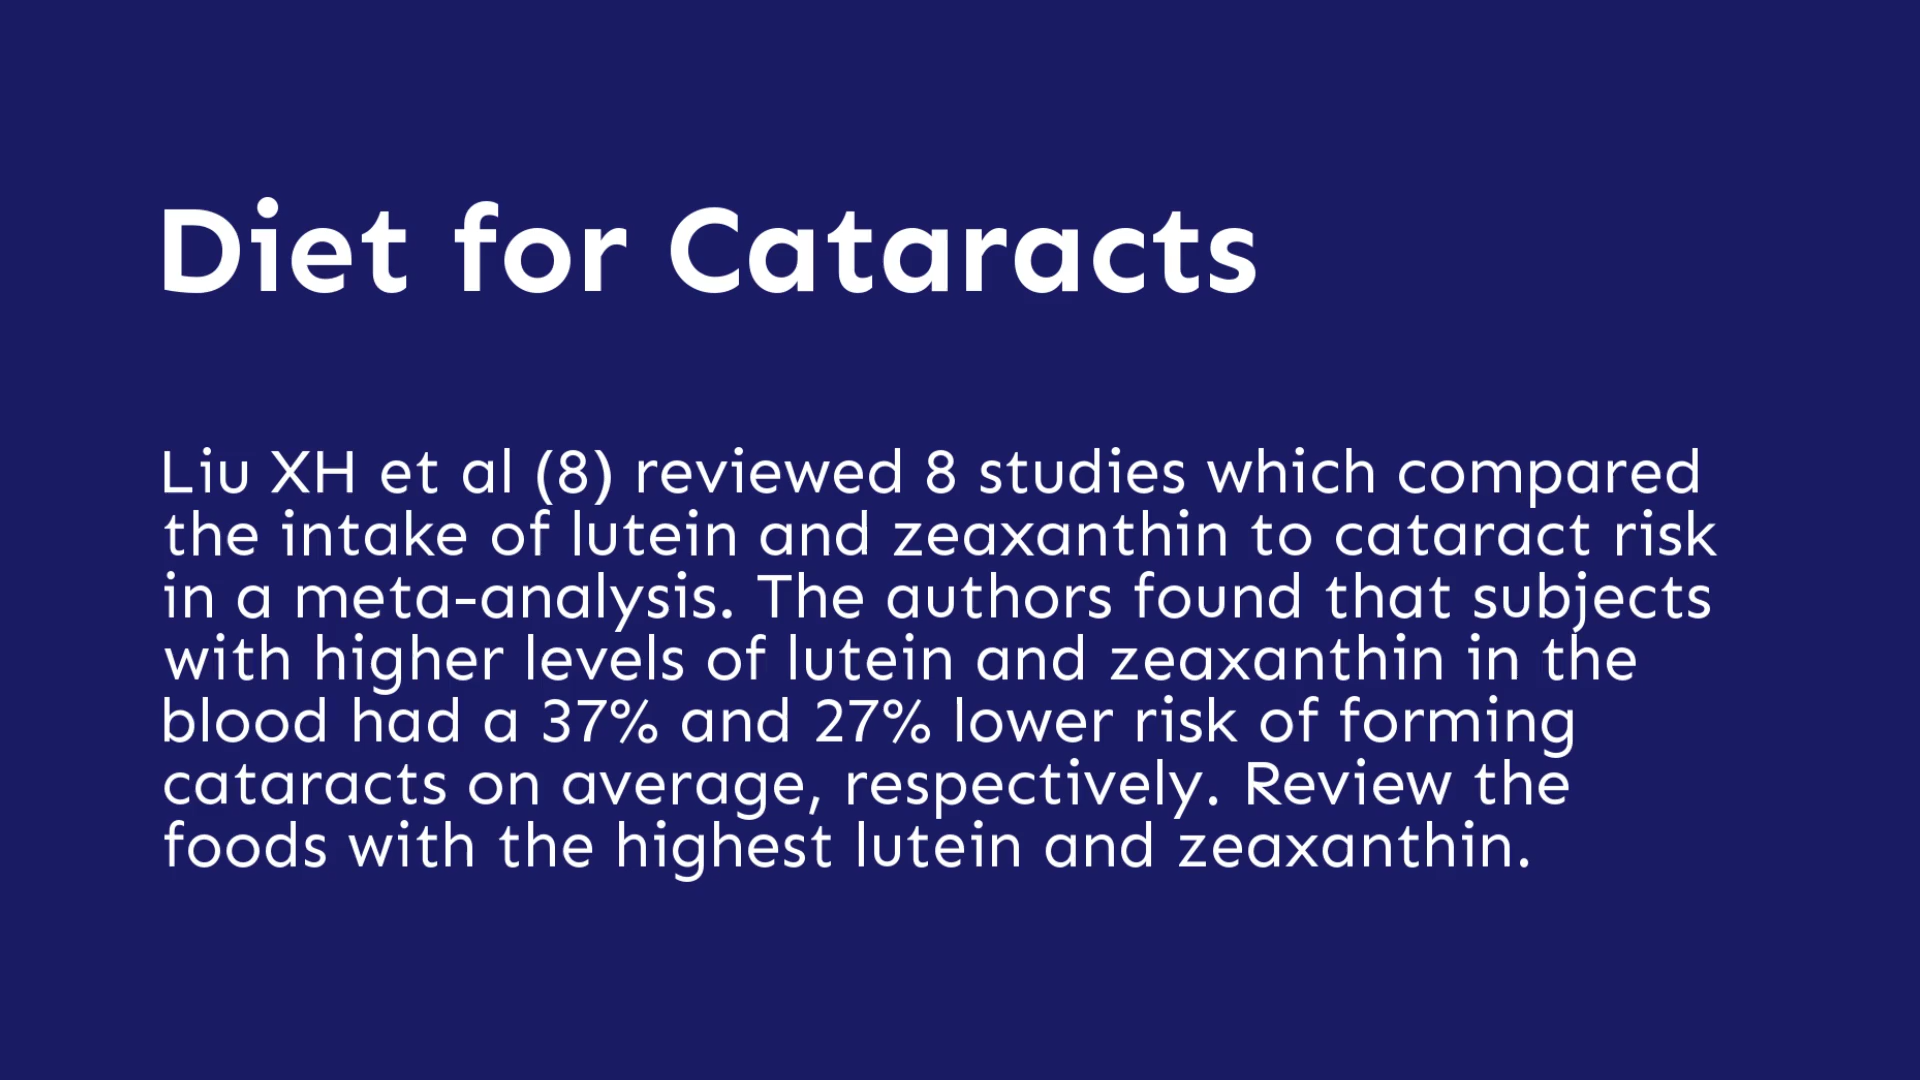 Diet for Cataracts
Liu XH et al (8) reviewed 8 studies which compared
the intake of lutein and zeaxanthin to cataract risk
in a meta-analysis. The authors found that subjects
with higher levels of lutein and zeaxanthin in the
blood had a 37% and 27% lower risk of forming
cataracts on average, respectively. Review the
foods with the highest lutein and zeaxanthin.